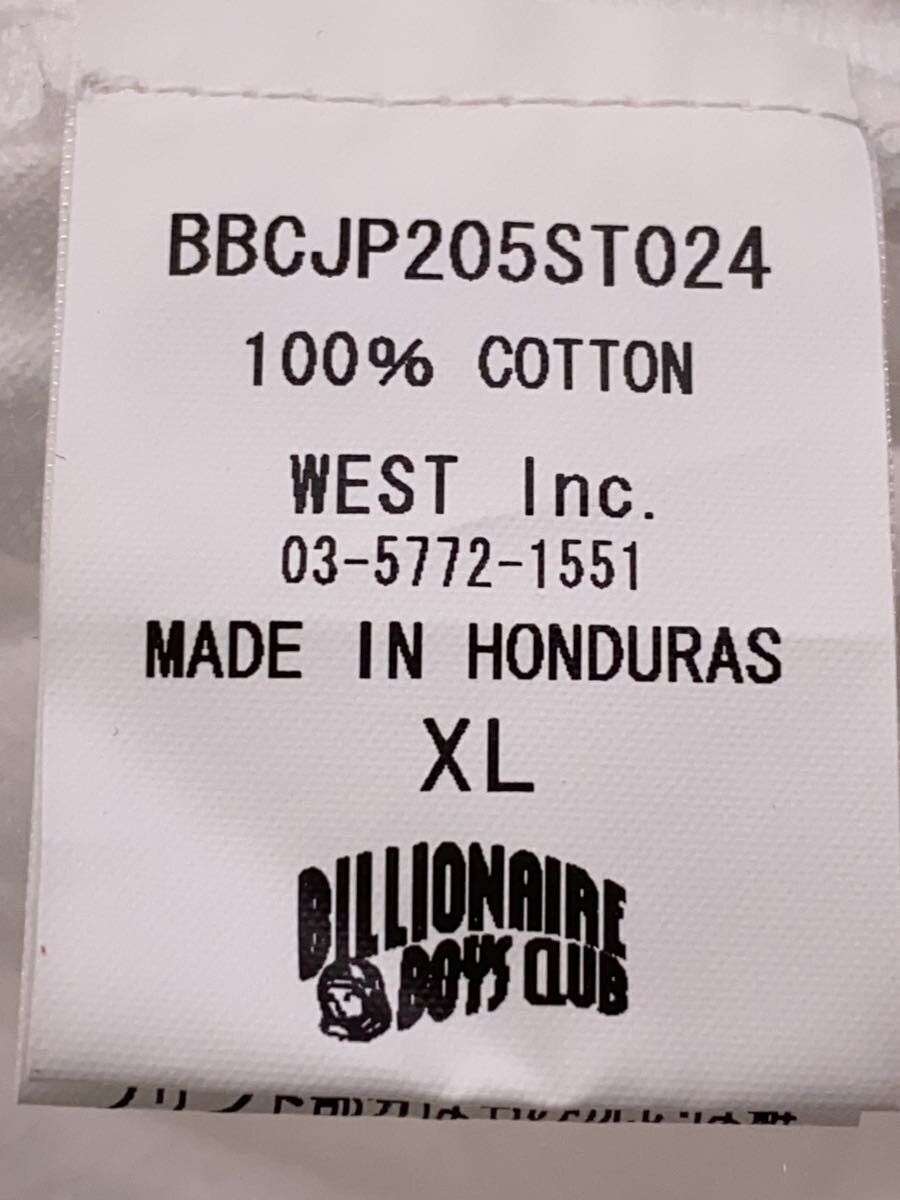 BBCJP205ST024
100% COTTON
WEST Inc.
03-5772-1551
MADE IN HONDURAS
XL
BILLIONAIRE
BOYS CLUB